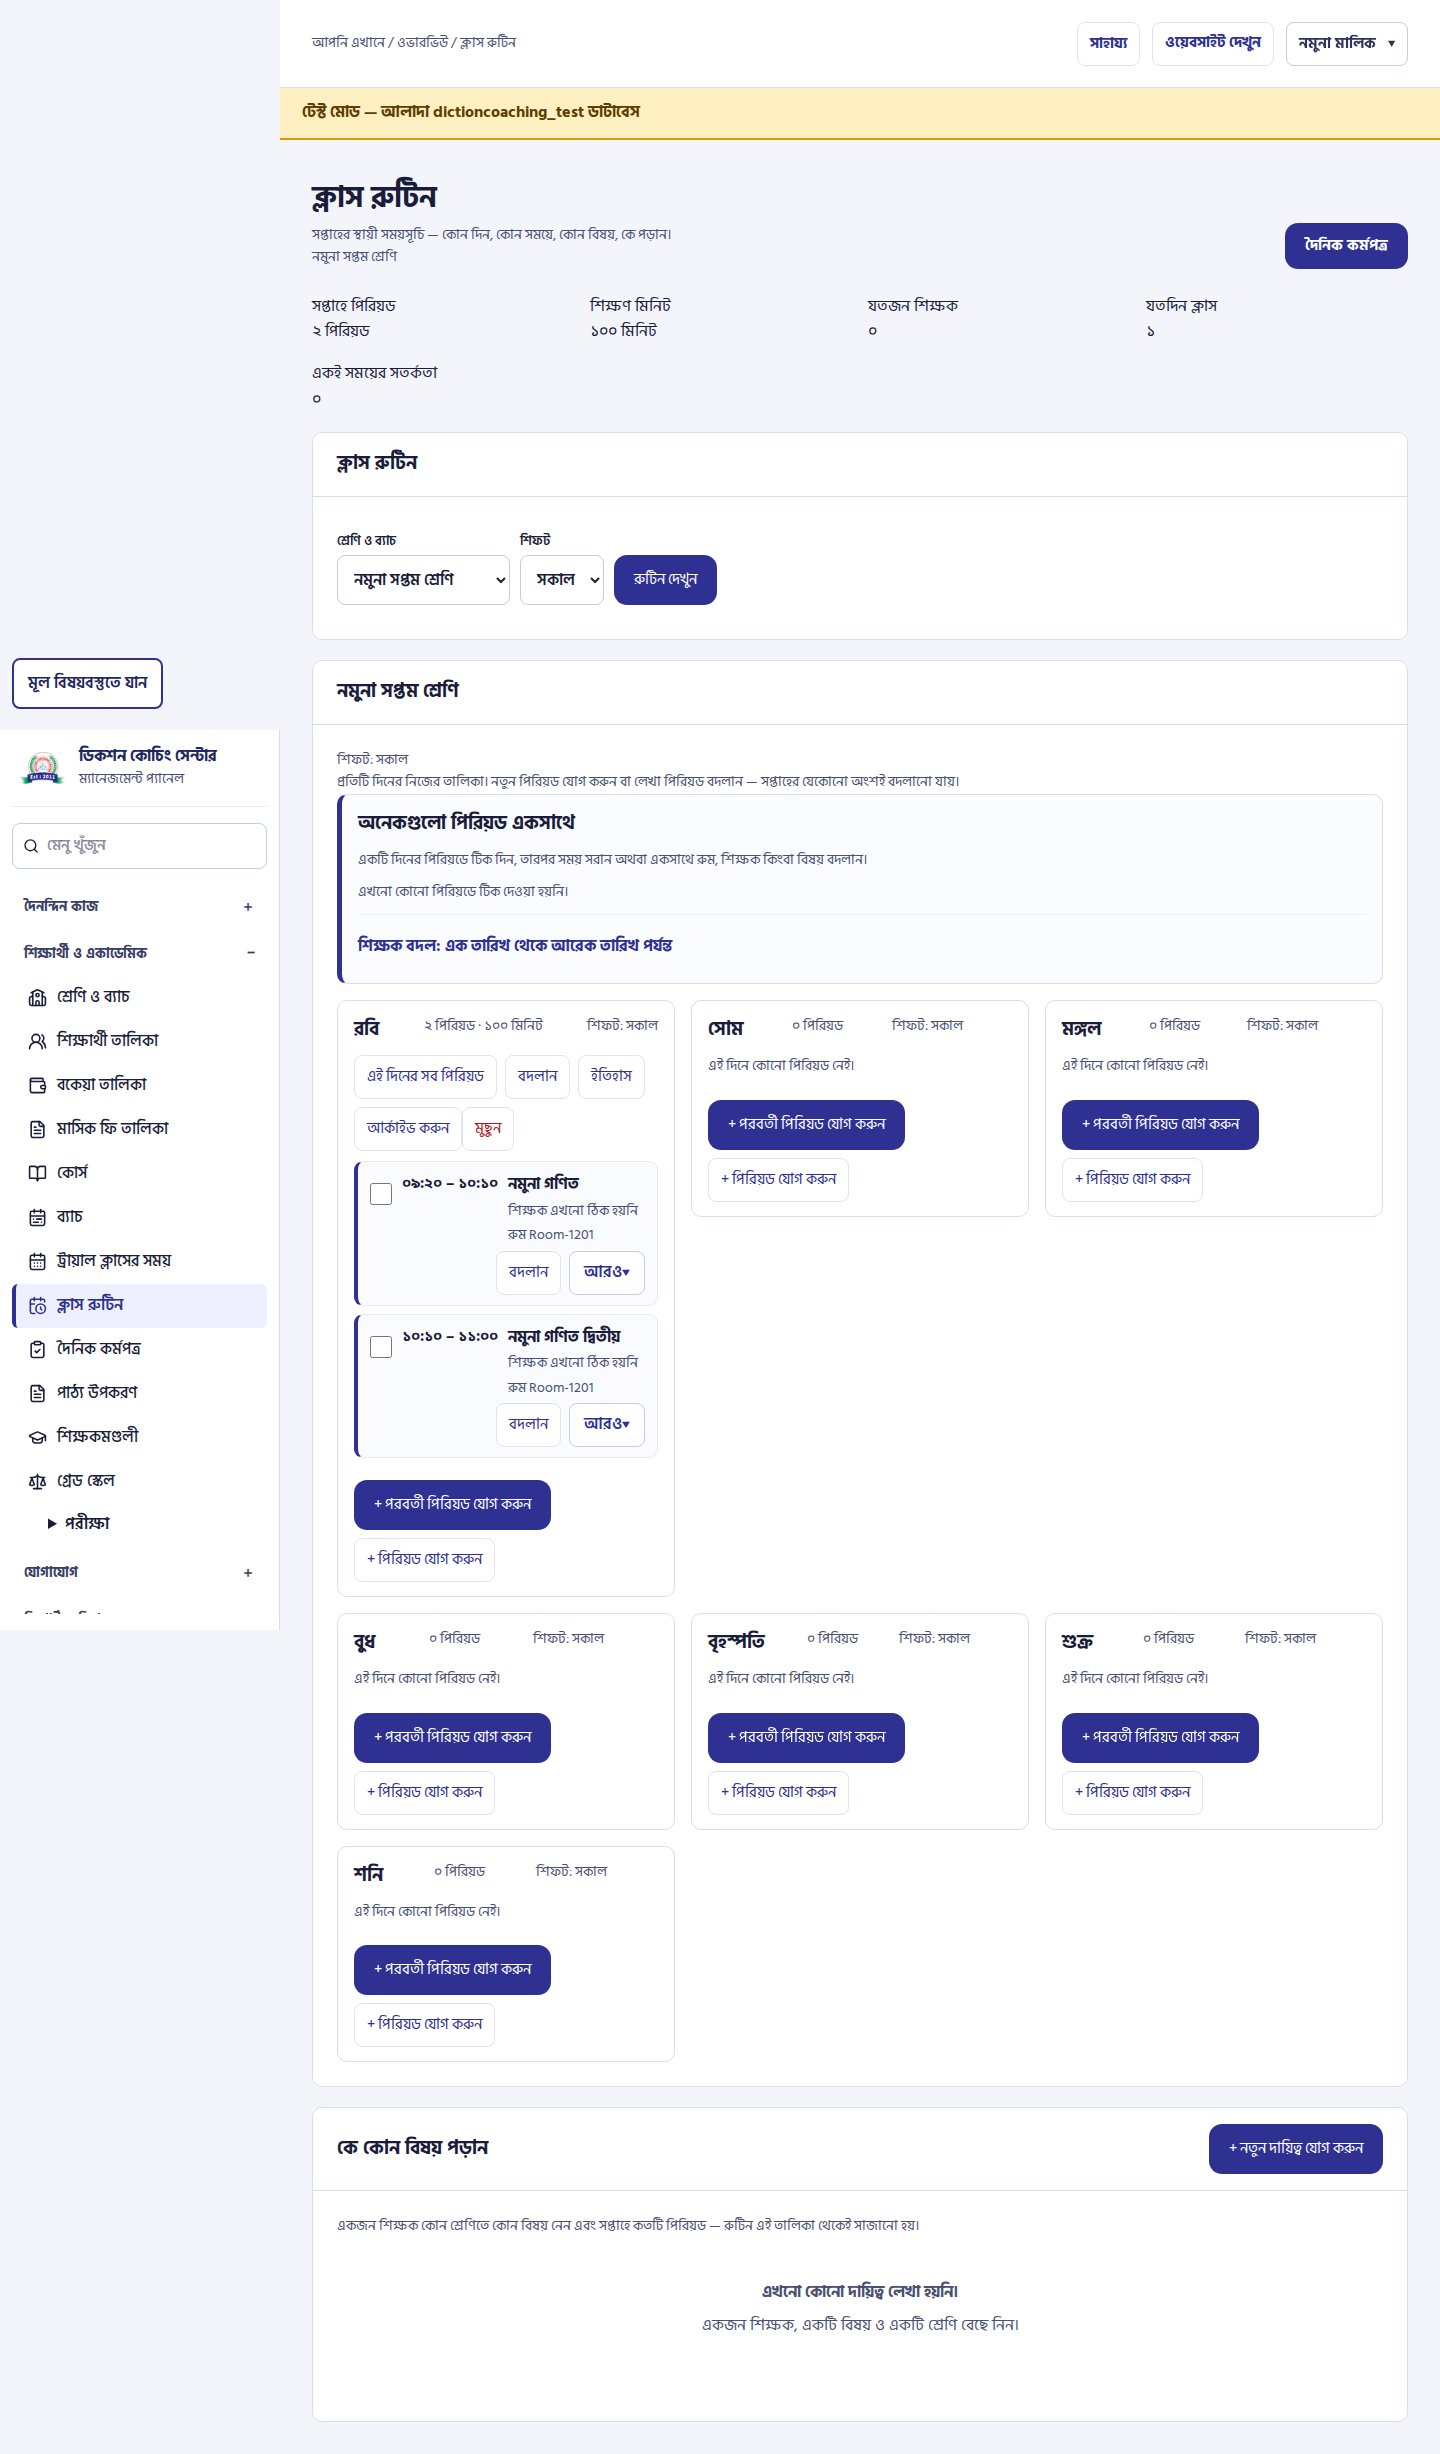 আপনি এখানে / ওভারভিউ / ক্লাস রুটিন
সাহায্য
ওয়েবসাইট দেখুন
নমুনা মালিক ▾
টেস্ট মোড — আলাদা dictioncoaching_test ডাটাবেস
ক্লাস রুটিন
সপ্তাহের স্থায়ী সময়সূচি — কোন দিন, কোন সময়ে, কোন বিষয়, কে পড়ান।
নমুনা সপ্তম শ্রেণি
দৈনিক কর্মপত্র
সপ্তাহে পিরিয়ড
২ পিরিয়ড
শিক্ষণ মিনিট
১০০ মিনিট
যতজন শিক্ষক
০
যতদিন ক্লাস
১
একই সময়ের সতর্কতা
০
ক্লাস রুটিন
শ্রেণি ও ব্যাচ
শিফট
নমুনা সপ্তম শ্রেণি
সকাল
রুটিন দেখুন
মূল বিষয়বস্তুতে যান
ডিকশন কোচিং সেন্টার
ম্যানেজমেন্ট প্যানেল
Est : 2011
মেনু খুঁজুন
দৈনন্দিন কাজ +
শিক্ষার্থী ও একাডেমিক −
শ্রেণি ও ব্যাচ
শিক্ষার্থী তালিকা
বকেয়া তালিকা
মাসিক ফি তালিকা
কোর্স
ব্যাচ
ট্রায়াল ক্লাসের সময়
ক্লাস রুটিন
দৈনিক কর্মপত্র
পাঠ্য উপকরণ
শিক্ষকমণ্ডলী
গ্রেড স্কেল
▶ পরীক্ষা
যোগাযোগ +
নমুনা সপ্তম শ্রেণি
শিফট: সকাল
প্রতিটি দিনের নিজের তালিকা। নতুন পিরিয়ড যোগ করুন বা লেখা পিরিয়ড বদলান — সপ্তাহের যেকোনো অংশই বদলানো যায়।
অনেকগুলো পিরিয়ড একসাথে
একটি দিনের পিরিয়ডে টিক দিন, তারপর সময় সরান অথবা একসাথে রুম, শিক্ষক কিংবা বিষয় বদলান।
এখনো কোনো পিরিয়ডে টিক দেওয়া হয়নি।
শিক্ষক বদল: এক তারিখ থেকে আরেক তারিখ পর্যন্ত
রবি ২ পিরিয়ড · ১০০ মিনিট শিফট: সকাল
এই দিনের সব পিরিয়ড
বদলান
ইতিহাস
আর্কাইভ করুন
মুছুন
০৯:২০ – ১০:১০ নমুনা গণিত
শিক্ষক এখনো ঠিক হয়নি
রুম Room-1201
বদলান
আরও▾
১০:১০ – ১১:০০ নমুনা গণিত দ্বিতীয়
শিক্ষক এখনো ঠিক হয়নি
রুম Room-1201
বদলান
আরও▾
+ পরবর্তী পিরিয়ড যোগ করুন
+ পিরিয়ড যোগ করুন
সোম ০ পিরিয়ড শিফট: সকাল
এই দিনে কোনো পিরিয়ড নেই।
+ পরবর্তী পিরিয়ড যোগ করুন
+ পিরিয়ড যোগ করুন
মঙ্গল ০ পিরিয়ড শিফট: সকাল
এই দিনে কোনো পিরিয়ড নেই।
+ পরবর্তী পিরিয়ড যোগ করুন
+ পিরিয়ড যোগ করুন
বুধ ০ পিরিয়ড শিফট: সকাল
এই দিনে কোনো পিরিয়ড নেই।
+ পরবর্তী পিরিয়ড যোগ করুন
+ পিরিয়ড যোগ করুন
বৃহস্পতি ০ পিরিয়ড শিফট: সকাল
এই দিনে কোনো পিরিয়ড নেই।
+ পরবর্তী পিরিয়ড যোগ করুন
+ পিরিয়ড যোগ করুন
শুক্র ০ পিরিয়ড শিফট: সকাল
এই দিনে কোনো পিরিয়ড নেই।
+ পরবর্তী পিরিয়ড যোগ করুন
+ পিরিয়ড যোগ করুন
শনি ০ পিরিয়ড শিফট: সকাল
এই দিনে কোনো পিরিয়ড নেই।
+ পরবর্তী পিরিয়ড যোগ করুন
+ পিরিয়ড যোগ করুন
কে কোন বিষয় পড়ান
+ নতুন দায়িত্ব যোগ করুন
একজন শিক্ষক কোন শ্রেণিতে কোন বিষয় নেন এবং সপ্তাহে কতটি পিরিয়ড — রুটিন এই তালিকা থেকেই সাজানো হয়।
এখনো কোনো দায়িত্ব লেখা হয়নি।
একজন শিক্ষক, একটি বিষয় ও একটি শ্রেণি বেছে নিন।